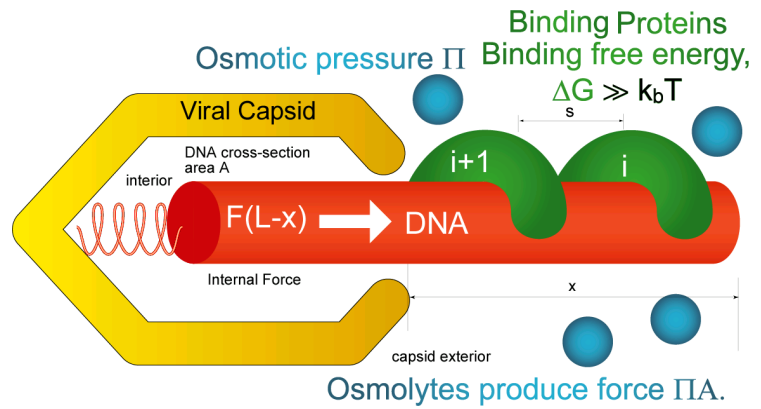 Binding Proteins
Osmotic pressure Π
Binding free energy,
ΔG ≫ kbT
s
Viral Capsid
DNA cross-section
area A
interior
i+1
i
F(L-x)
DNA
Internal Force
x
capsid exterior
Osmolytes produce force ΠA.